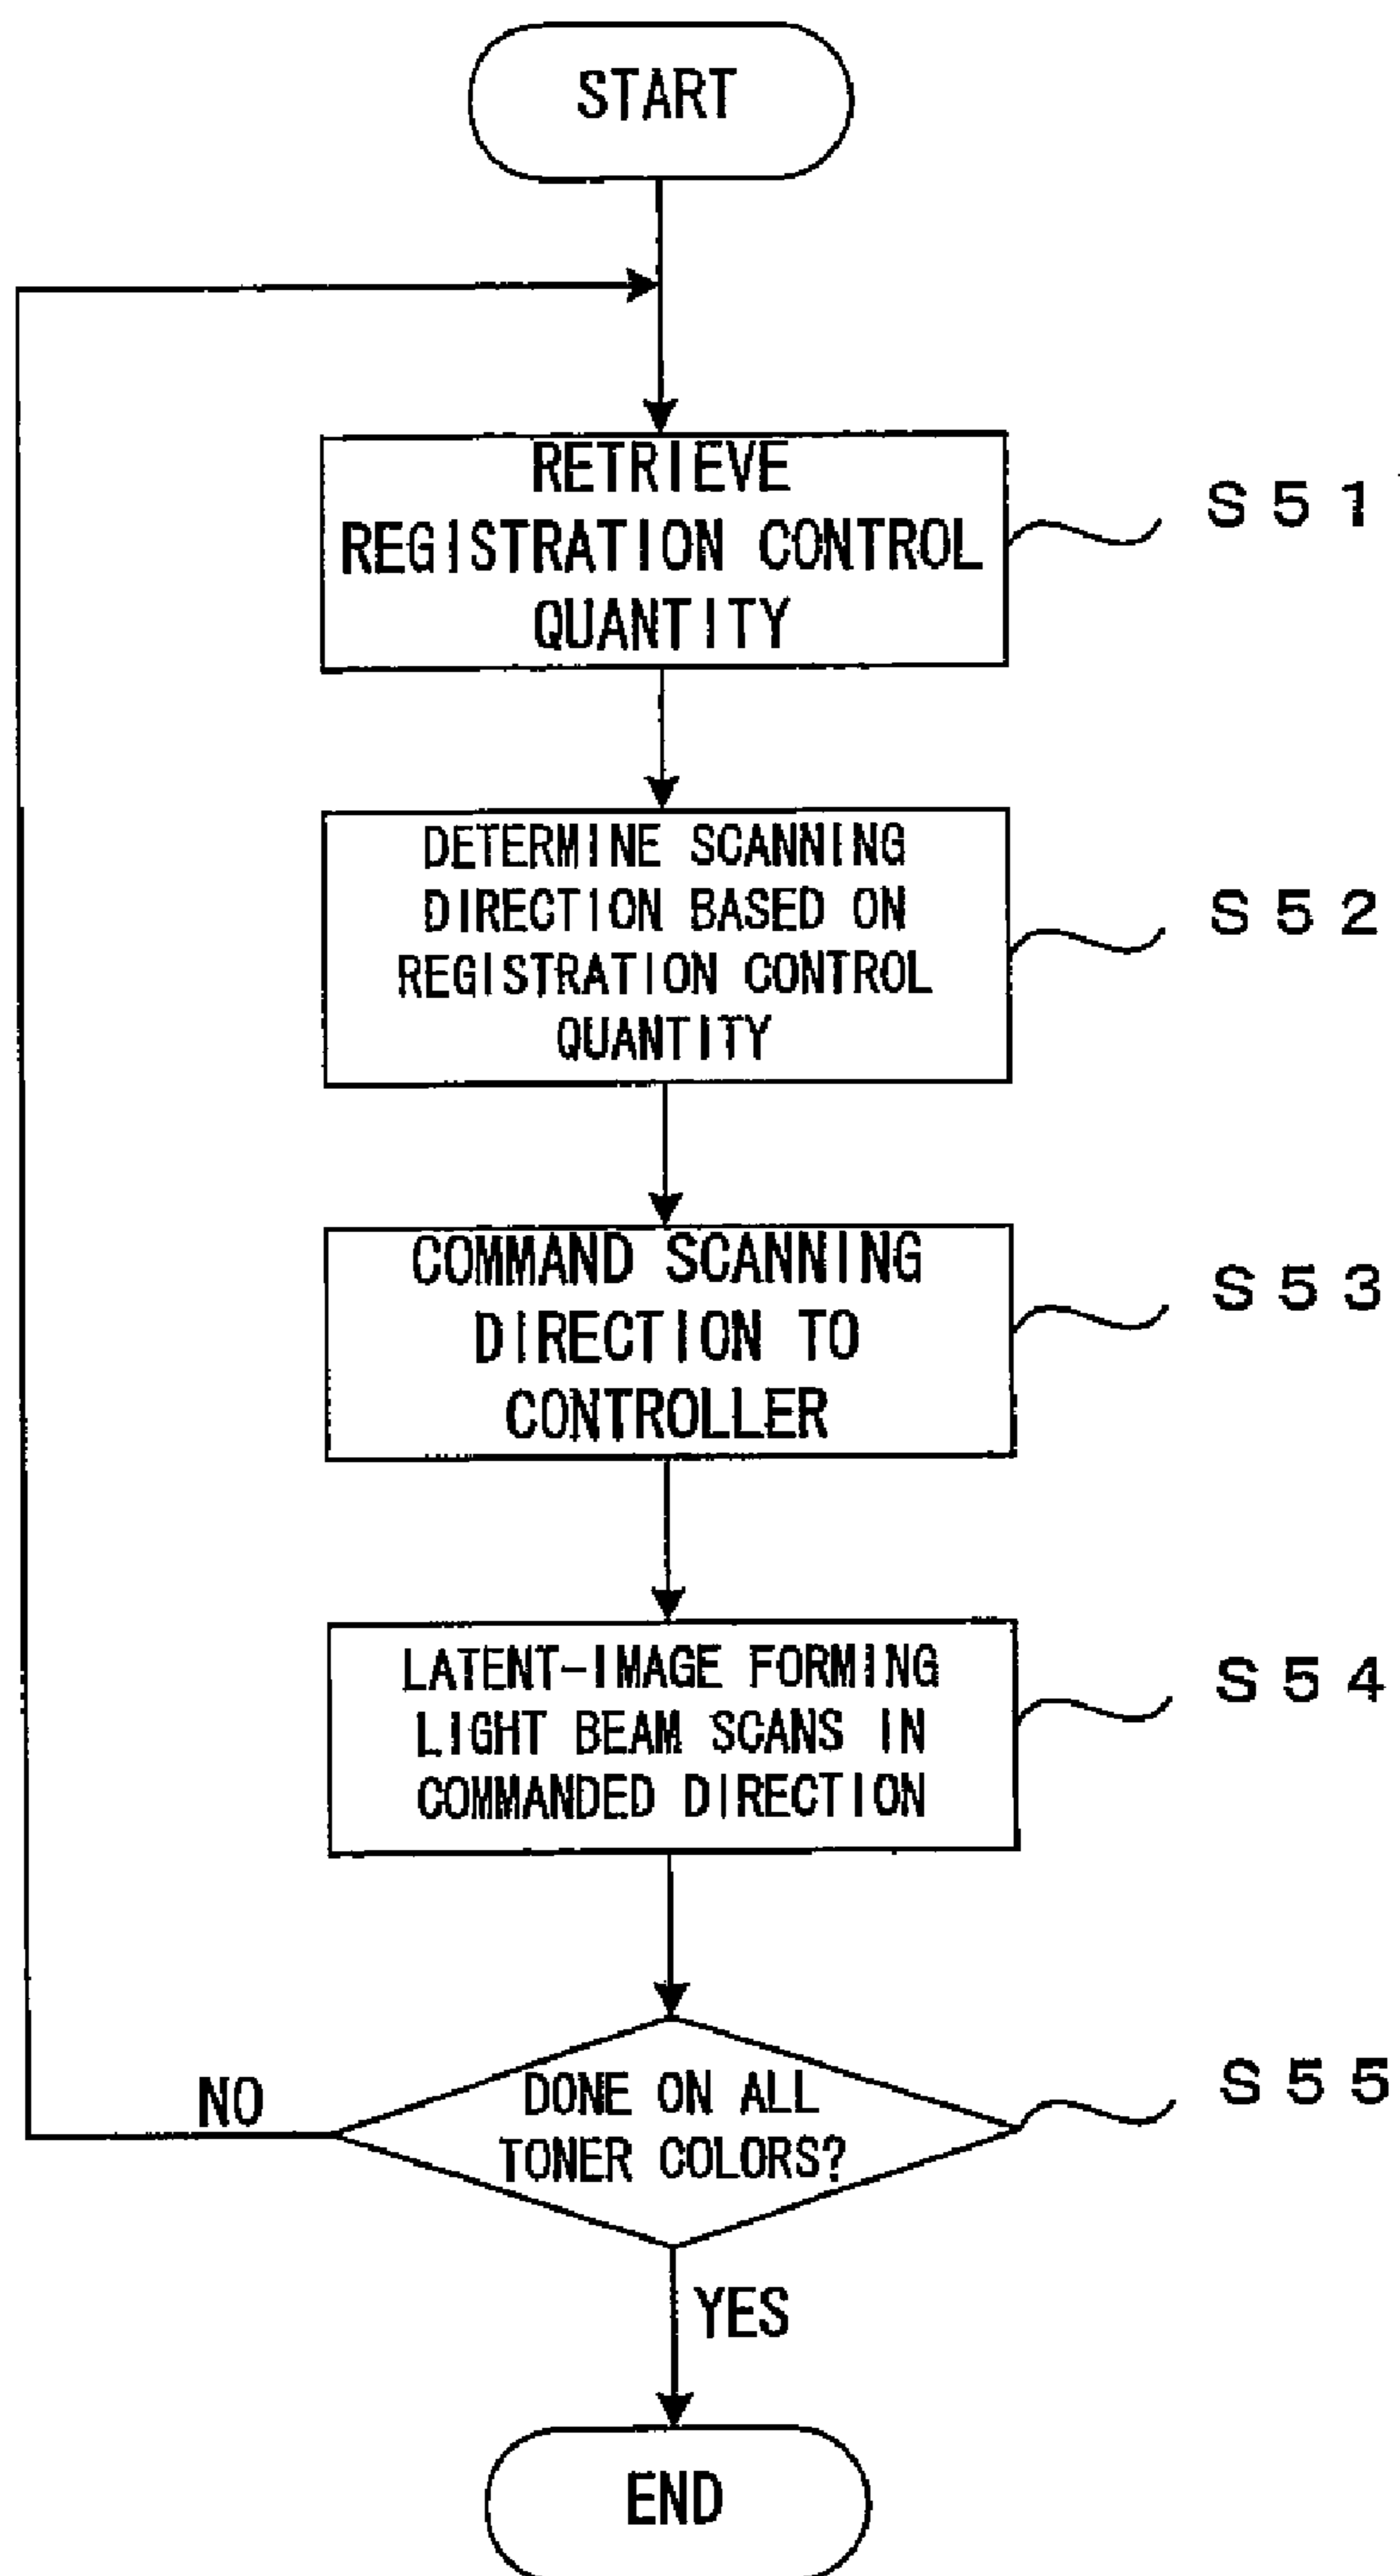 START
RETRIEVE
REGISTRATION CONTROL
QUANTITY
S51
DETERMINE SCANNING
DIRECTION BASED ON
REGISTRATION CONTROL
QUANTITY
S52
COMMAND SCANNING
DIRECTION TO
CONTROLLER
S53
LATENT-IMAGE FORMING
LIGHT BEAM SCANS IN
COMMANDED DIRECTION
S54
DONE ON ALL
TONER COLORS?
S55
NO
YES
END